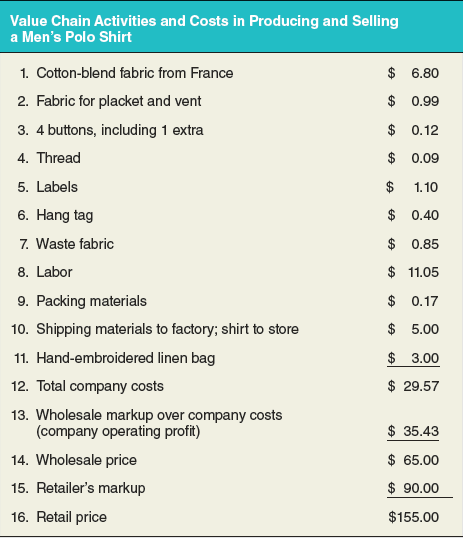 Value Chain Activities and Costs in Producing and Selling
a Men's Polo Shirt
1. Cotton-blend fabric from France $ 6.80
2. Fabric for placket and vent $ 0.99
3. 4 buttons, including 1 extra $ 0.12
4. Thread $ 0.09
5. Labels $ 1.10
6. Hang tag $ 0.40
7. Waste fabric $ 0.85
8. Labor $ 11.05
9. Packing materials $ 0.17
10. Shipping materials to factory; shirt to store $ 5.00
11. Hand-embroidered linen bag $ 3.00
12. Total company costs $ 29.57
13. Wholesale markup over company costs
(company operating profit) $ 35.43
14. Wholesale price $ 65.00
15. Retailer's markup $ 90.00
16. Retail price $155.00